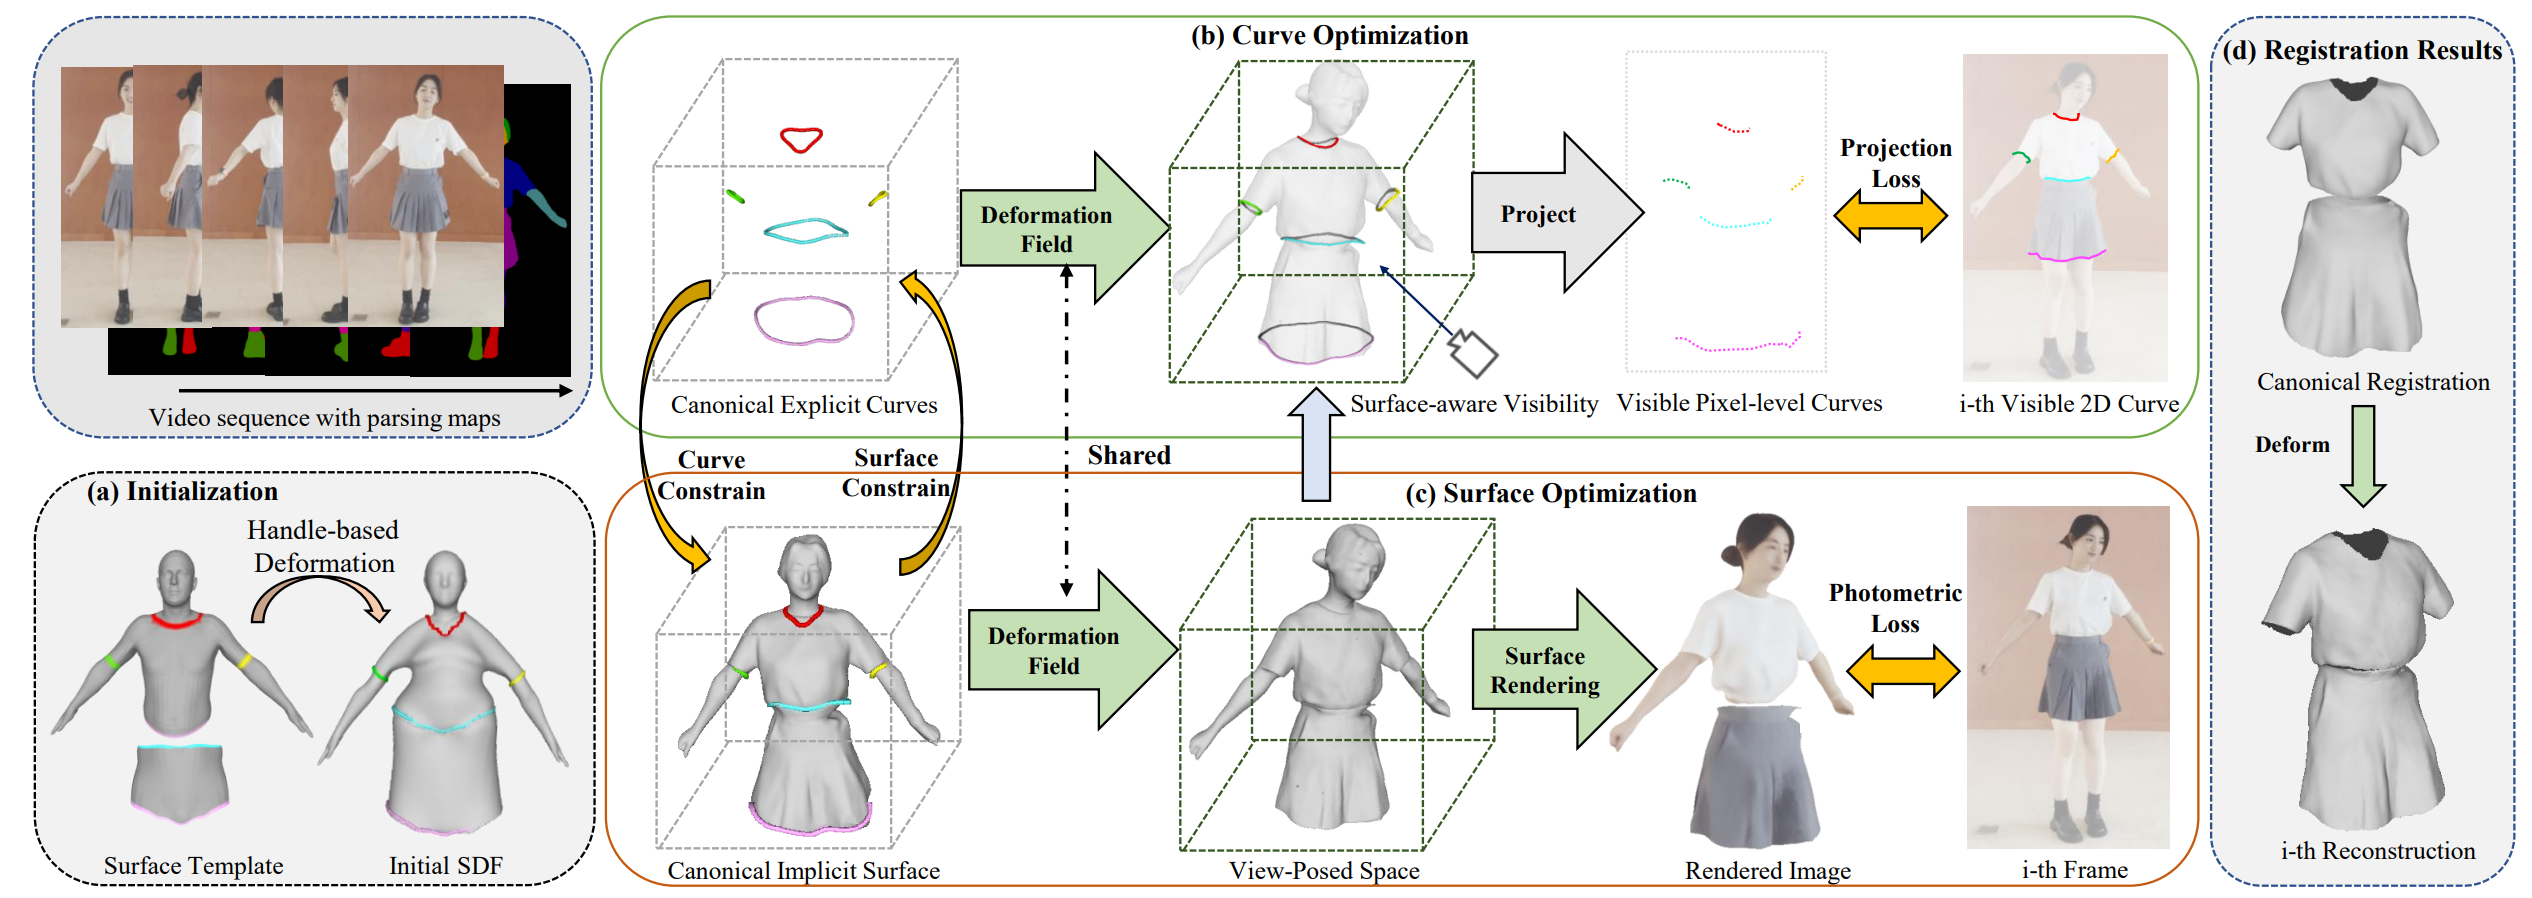 Video sequence with parsing maps
(a) Initialization
Handle-based
Deformation
Surface Template
Initial SDF
(b) Curve Optimization
Canonical Explicit Curves
Deformation
Field
Surface-aware Visibility
Project
Visible Pixel-level Curves
Projection
Loss
i-th Visible 2D Curve
Curve
Constrain
Surface
Constrain
Shared
(c) Surface Optimization
Canonical Implicit Surface
Deformation
Field
View-Posed Space
Surface
Rendering
Rendered Image
Photometric
Loss
i-th Frame
(d) Registration Results
Canonical Registration
Deform
i-th Reconstruction